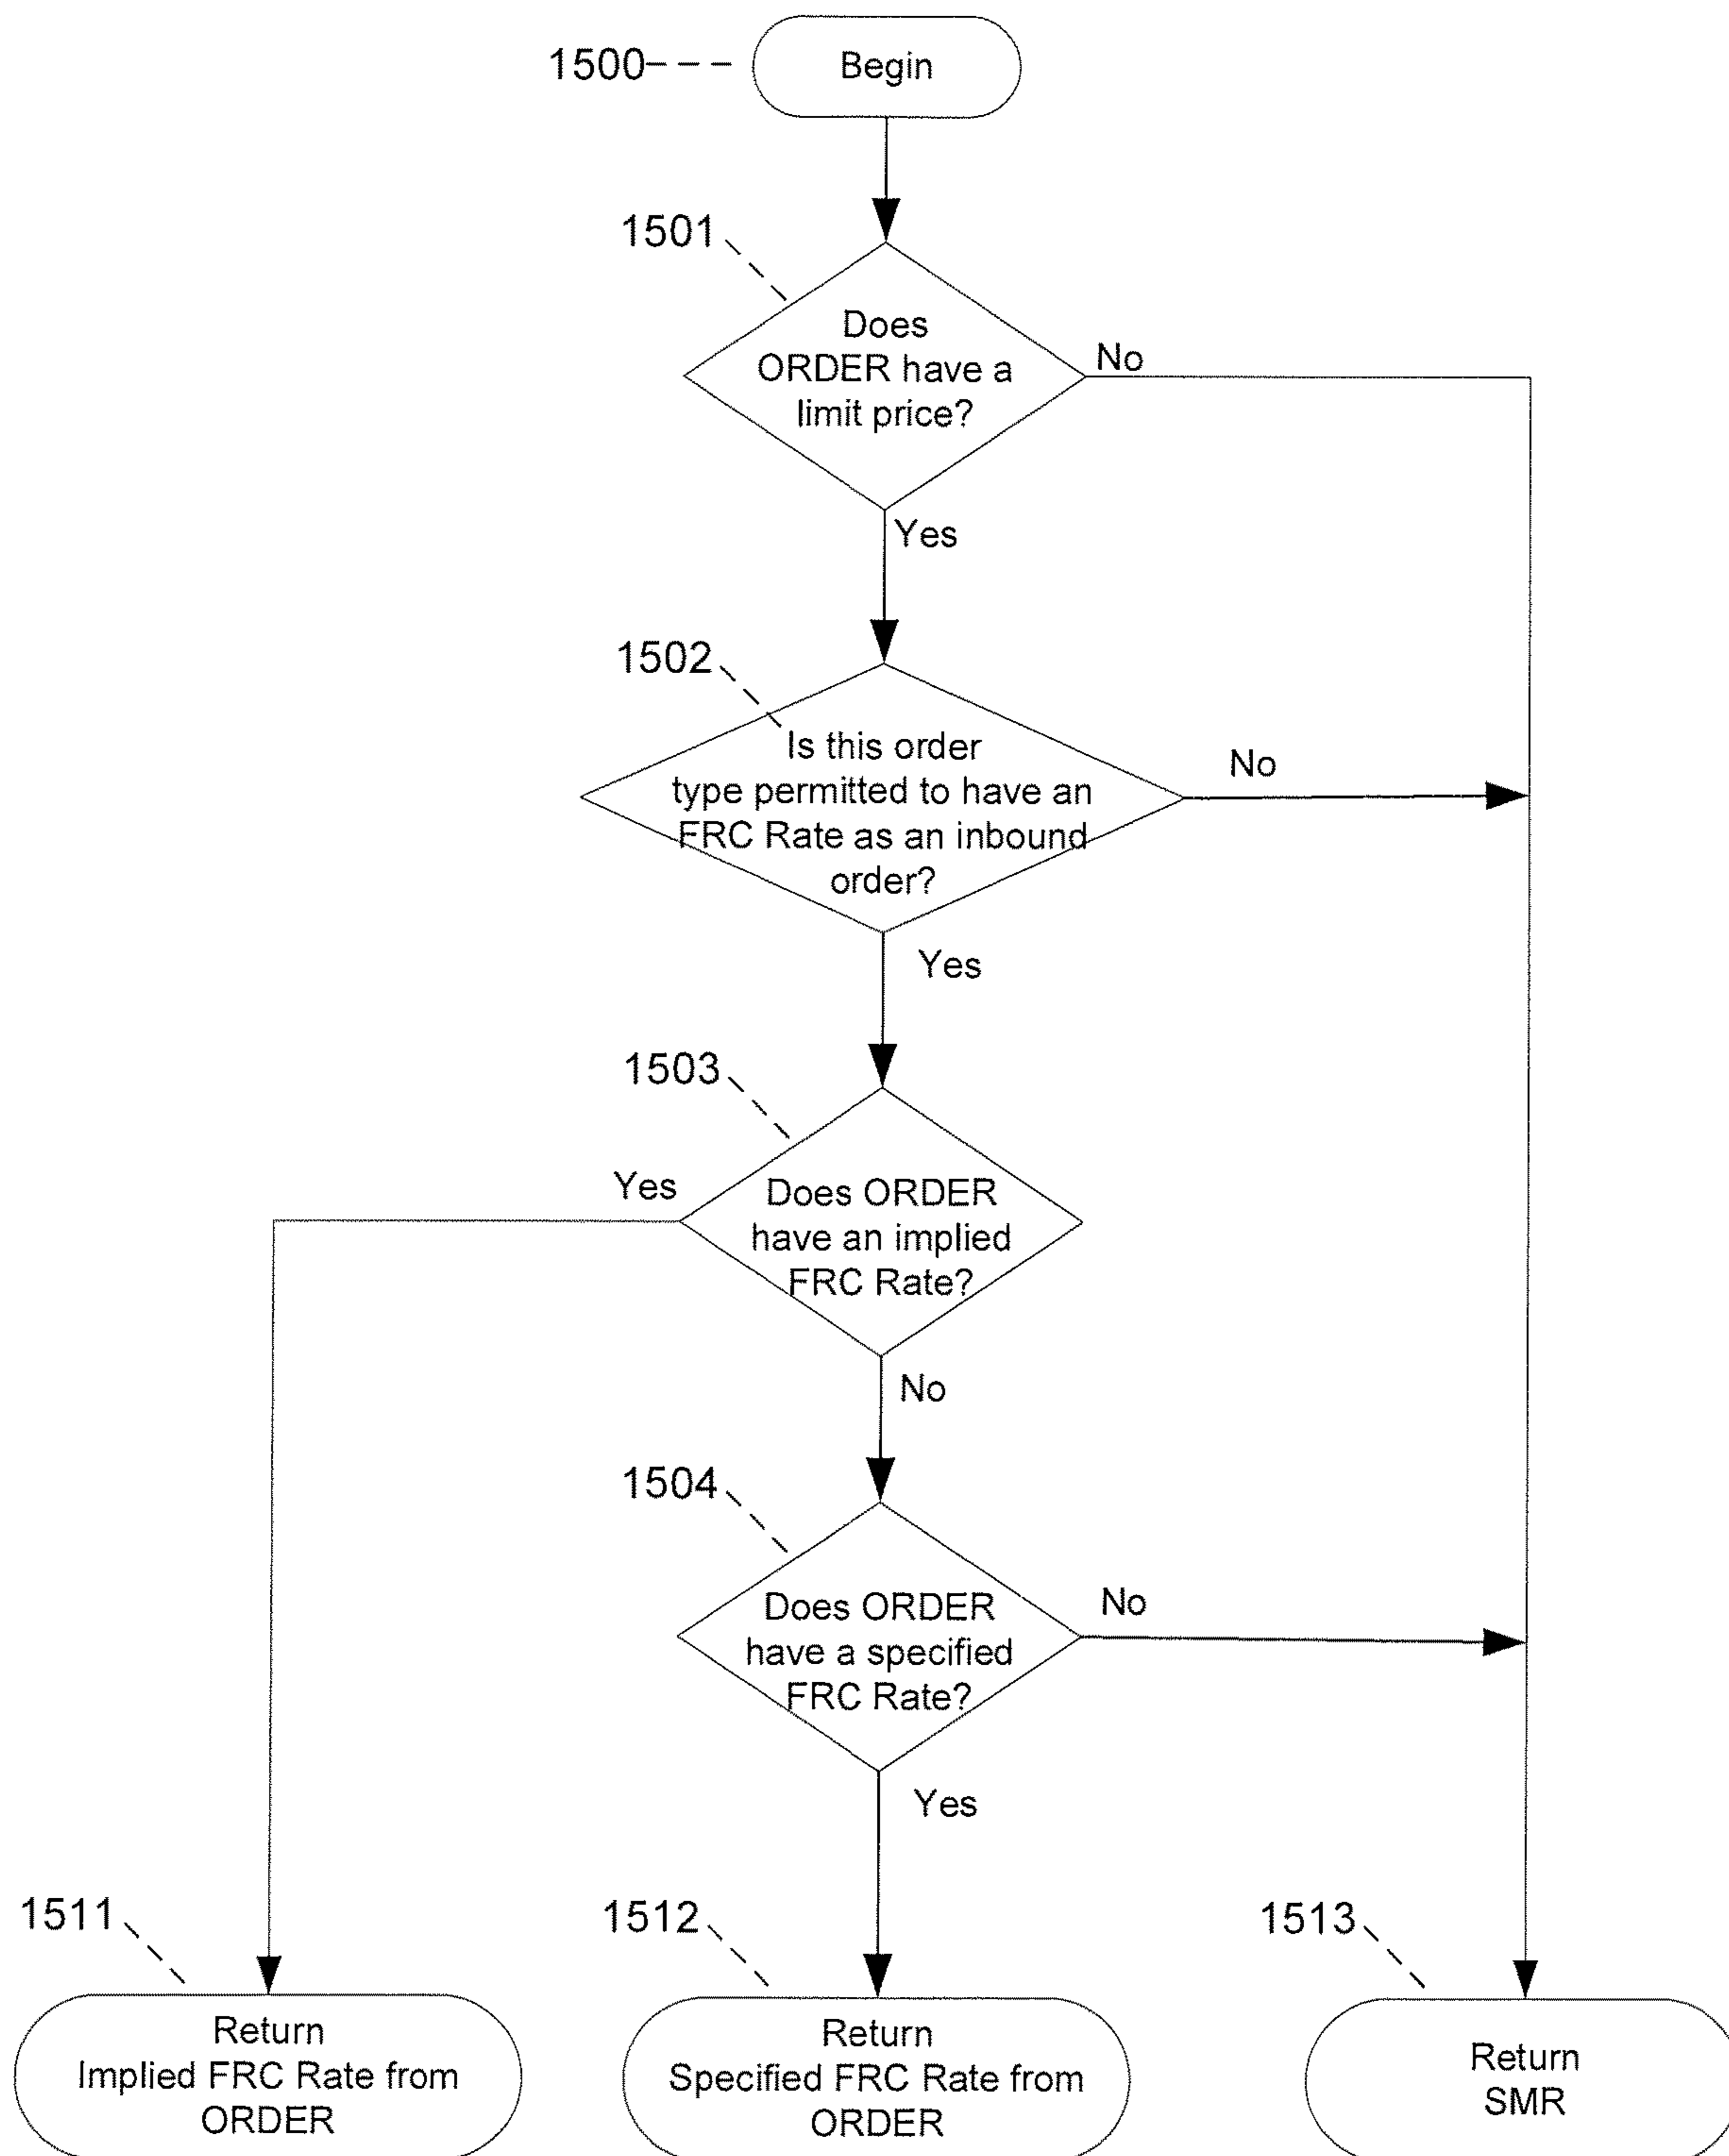 1500
Begin
1501
Does
ORDER have a
limit price?
No
Yes
1502
Is this order
type permitted to have an
FRC Rate as an inbound
order?
No
Yes
1503
Yes
Does ORDER
have an implied
FRC Rate?
No
1504
Does ORDER
have a specified
FRC Rate?
No
Yes
1511
1512
1513
Return
Implied FRC Rate from
ORDER
Return
Specified FRC Rate from
ORDER
Return
SMR